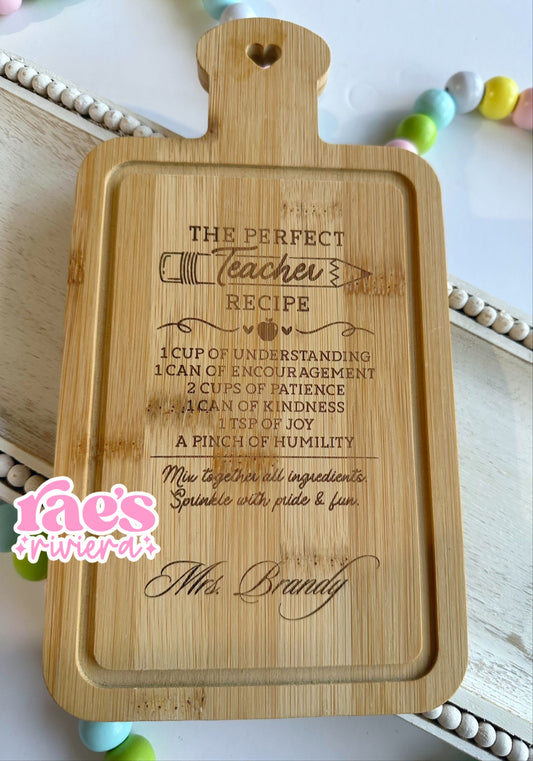 THE PERFECT
Teacher
RECIPE
1 CUP OF UNDERSTANDING
1 CAN OF ENCOURAGEMENT
2 CUPS OF PATIENCE
1 CAN OF KINDNESS
1 TSP OF JOY
A PINCH OF HUMILITY
Mix together all ingredients.
Sprinkle with pride & fun.
rae's
riviera
Mrs. Brandy